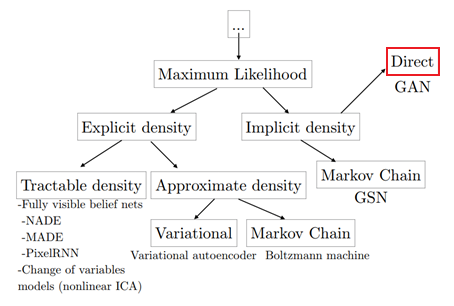 ...
Maximum Likelihood
Direct
GAN
Explicit density
Implicit density
Tractable density
-Fully visible belief nets
-NADE
-MADE
-PixelRNN
-Change of variables
models (nonlinear ICA)
Approximate density
Markov Chain
GSN
Variational
Variational autoencoder
Markov Chain
Boltzmann machine